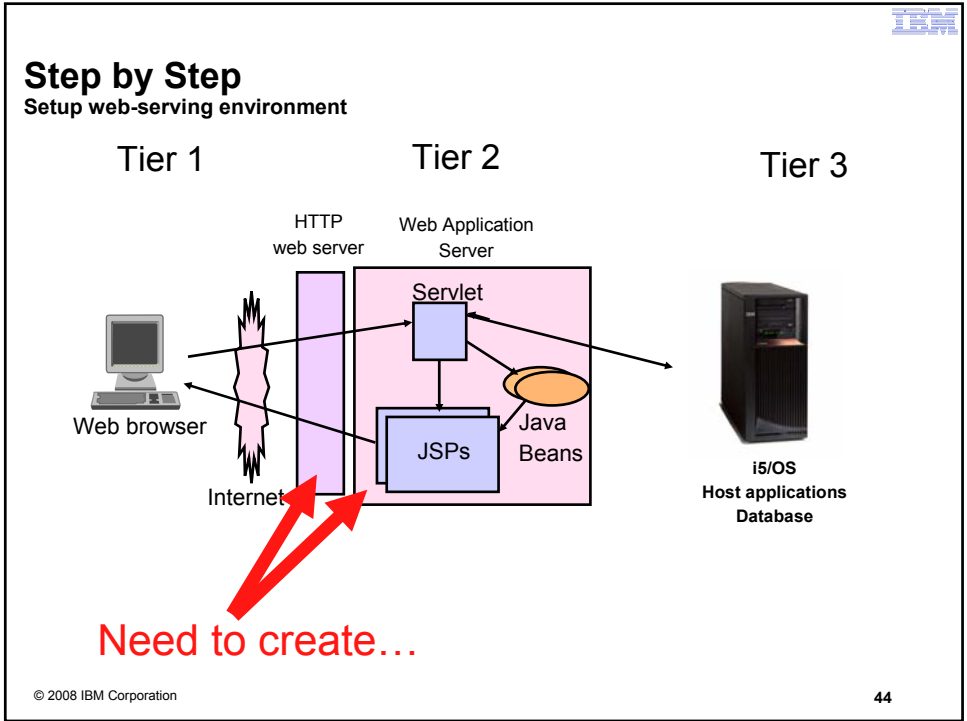 IBM
Step by Step
Setup web-serving environment
Tier 1
Tier 2
Tier 3
HTTP
web server
Web Application
Server
Servlet
Web browser
Internet
JSPs
Java
Beans
i5/OS
Host applications
Database
Need to create…
© 2008 IBM Corporation
44